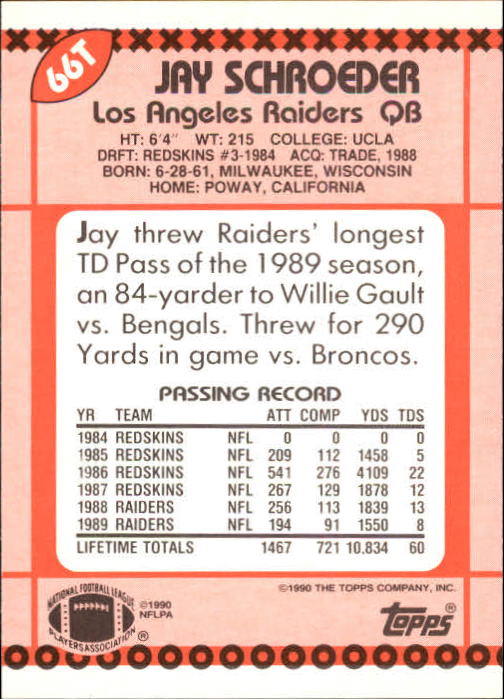 66T
JAY SCHROEDER
Los Angeles Raiders QB
HT: 6'4" WT: 215 COLLEGE: UCLA
DRFT: REDSKINS #3-1984 ACQ: TRADE, 1988
BORN: 6-28-61, MILWAUKEE, WISCONSIN
HOME: POWAY, CALIFORNIA
Jay threw Raiders' longest
TD Pass of the 1989 season,
an 84-yarder to Willie Gault
vs. Bengals. Threw for 290
Yards in game vs. Broncos.
PASSING RECORD
YR TEAM ATT COMP YDS TDS
1984 REDSKINS NFL 0 0 0 0
1985 REDSKINS NFL 209 112 1458 5
1986 REDSKINS NFL 541 276 4109 22
1987 REDSKINS NFL 267 129 1878 12
1988 RAIDERS NFL 256 113 1839 13
1989 RAIDERS NFL 194 91 1550 8
LIFETIME TOTALS 1467 721 10.834 60
©1990 THE TOPPS COMPANY, INC.
NATIONAL FOOTBALL LEAGUE
PLAYERS ASSOCIATION ®
©1990
NFLPA
Topps®